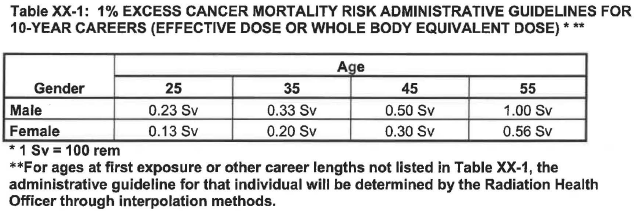 Table XX-1: 1% EXCESS CANCER MORTALITY RISK ADMINISTRATIVE GUIDELINES FOR
10-YEAR CAREERS (EFFECTIVE DOSE OR WHOLE BODY EQUIVALENT DOSE) * **
Age
Gender 25 35 45 55
Male 0.23 Sv 0.33 Sv 0.50 Sv 1.00 Sv
Female 0.13 Sv 0.20 Sv 0.30 Sv 0.56 Sv
* 1 Sv = 100 rem
**For ages at first exposure or other career lengths not listed in Table XX-1, the
administrative guideline for that individual will be determined by the Radiation Health
Officer through interpolation methods.